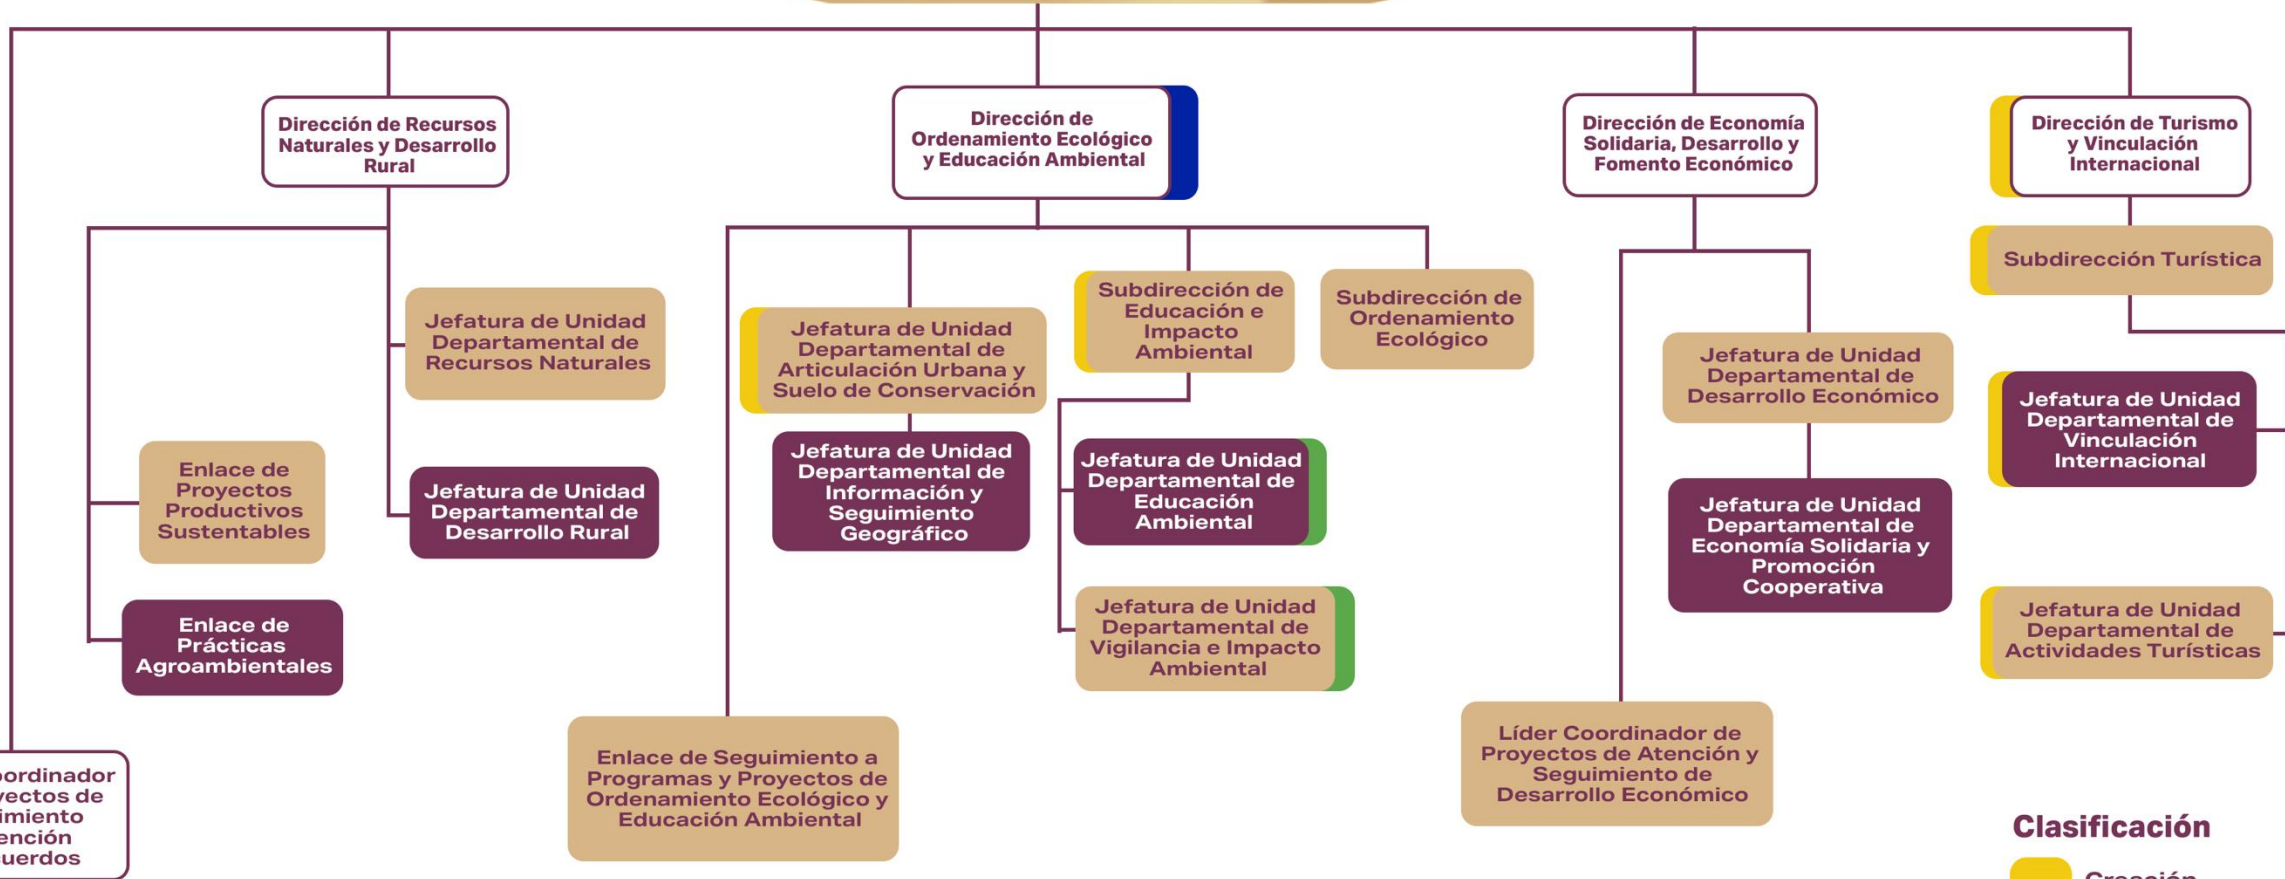 Dirección de Recursos
Naturales y Desarrollo
Rural
Dirección de
Ordenamiento Ecológico
y Educación Ambiental
Dirección de Economía
Solidaria, Desarrollo y
Fomento Económico
Dirección de Turismo
y Vinculación
Internacional
Jefatura de Unidad
Departamental de
Recursos Naturales
Enlace de
Proyectos
Productivos
Sustentables
Jefatura de Unidad
Departamental de
Desarrollo Rural
Enlace de
Prácticas
Agroambientales
Jefatura de Unidad
Departamental de
Articulación Urbana y
Suelo de Conservación
Jefatura de Unidad
Departamental de
Información y
Seguimiento
Geográfico
Subdirección de
Educación e
Impacto
Ambiental
Subdirección de
Ordenamiento
Ecológico
Jefatura de Unidad
Departamental de
Educación
Ambiental
Jefatura de Unidad
Departamental de
Vigilancia e Impacto
Ambiental
Enlace de Seguimiento a
Programas y Proyectos de
Ordenamiento Ecológico y
Educación Ambiental
Jefatura de Unidad
Departamental de
Desarrollo Económico
Jefatura de Unidad
Departamental de
Economía Solidaria y
Promoción
Cooperativa
Líder Coordinador de
Proyectos de Atención y
Seguimiento de
Desarrollo Económico
Subdirección Turística
Jefatura de Unidad
Departamental de
Vinculación
Internacional
Jefatura de Unidad
Departamental de
Actividades Turísticas
ordinador
yectos de
imiento
ención
uerdos
Clasificación
Creación